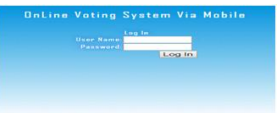 OnLine Voting System Via Mobile
Log In
User Name:
Password:
Log In